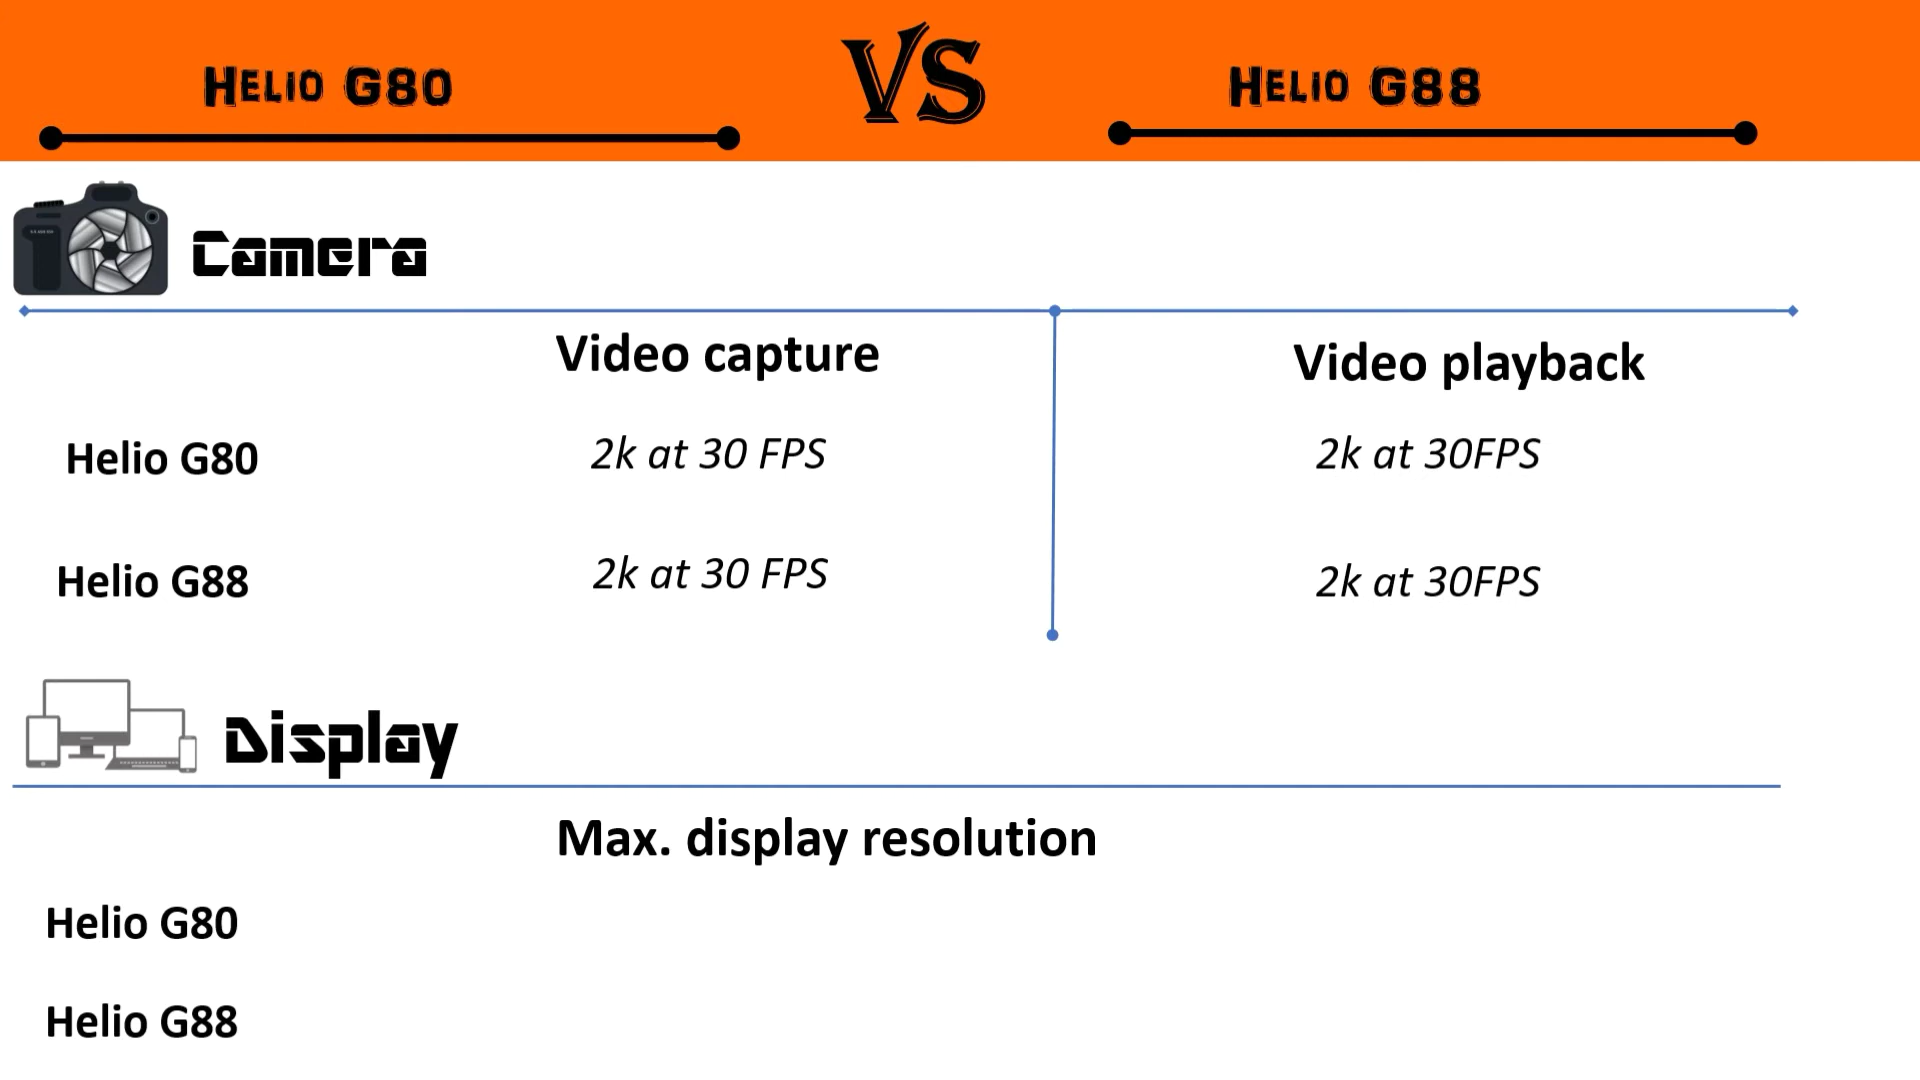 Helio G80
VS
Helio G88
Camera
Video capture
Video playback
Helio G80
2k at 30 FPS
2k at 30FPS
Helio G88
2k at 30 FPS
2k at 30FPS
Display
Max. display resolution
Helio G80
Helio G88